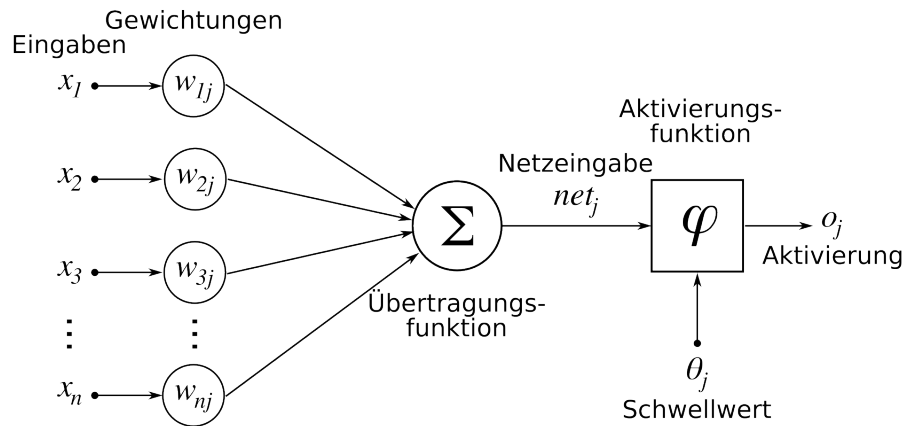 Gewichtungen
Eingaben
x1
w1j
x2
w2j
x3
w3j
⋮
⋮
xn
wnj
Σ
Übertragungs-
funktion
Netzeingabe
netj
Aktivierungs-
funktion
φ
oj
Aktivierung
θj
Schwellwert